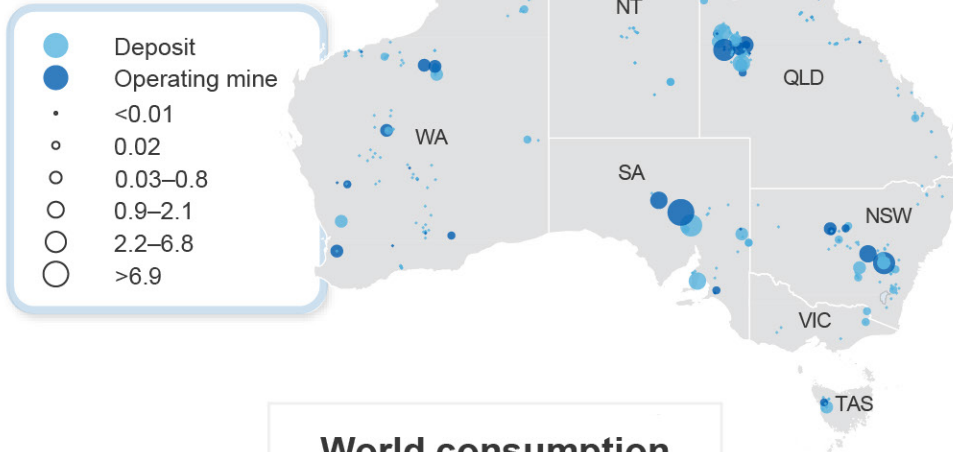 Deposit
Operating mine
<0.01
0.02
0.03–0.8
0.9–2.1
2.2–6.8
>6.9
NT
QLD
WA
SA
NSW
VIC
TAS
World consumption